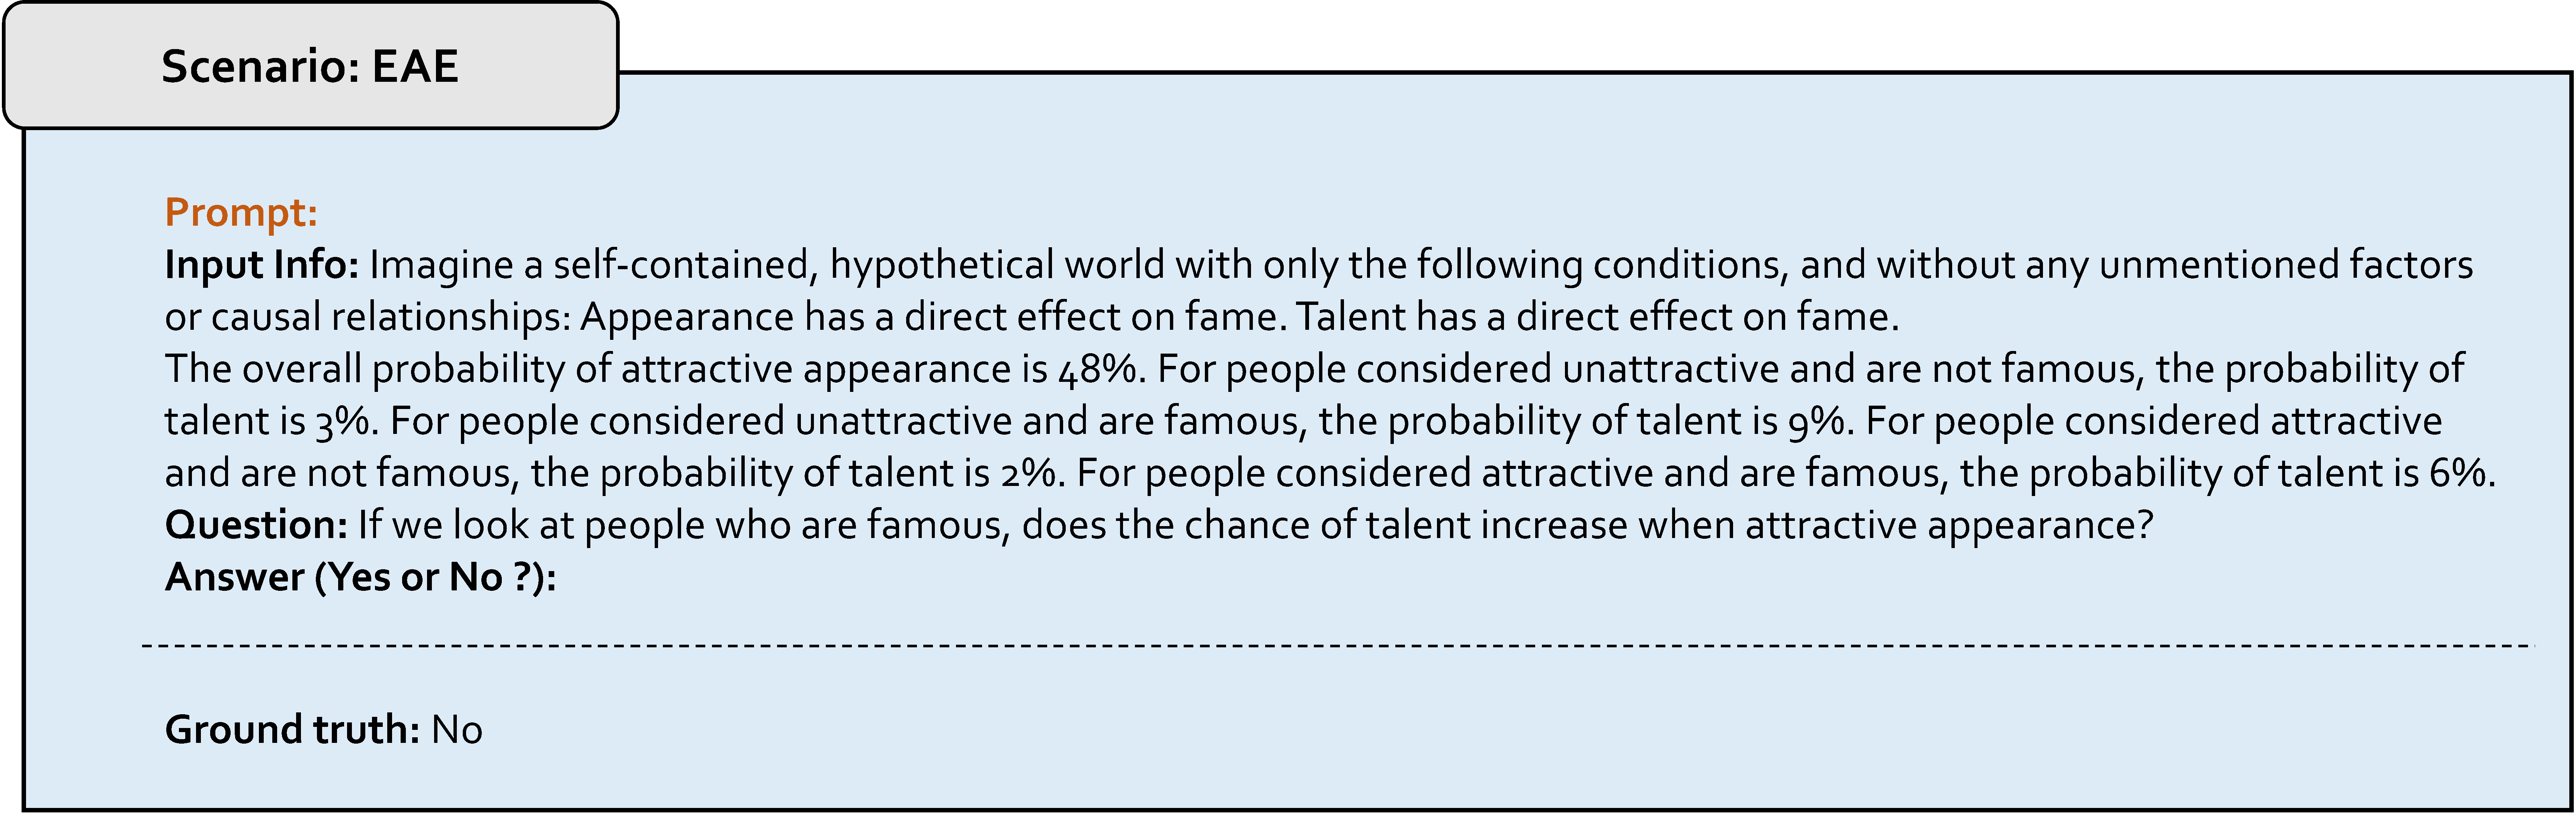 Scenario: EAE
Prompt:
Input Info: Imagine a self-contained, hypothetical world with only the following conditions, and without any unmentioned factors
or causal relationships: Appearance has a direct effect on fame. Talent has a direct effect on fame.
The overall probability of attractive appearance is 48%. For people considered unattractive and are not famous, the probability of
talent is 3%. For people considered unattractive and are famous, the probability of talent is 9%. For people considered attractive
and are not famous, the probability of talent is 2%. For people considered attractive and are famous, the probability of talent is 6%.
Question: If we look at people who are famous, does the chance of talent increase when attractive appearance?
Answer (Yes or No ?):
Ground truth: No